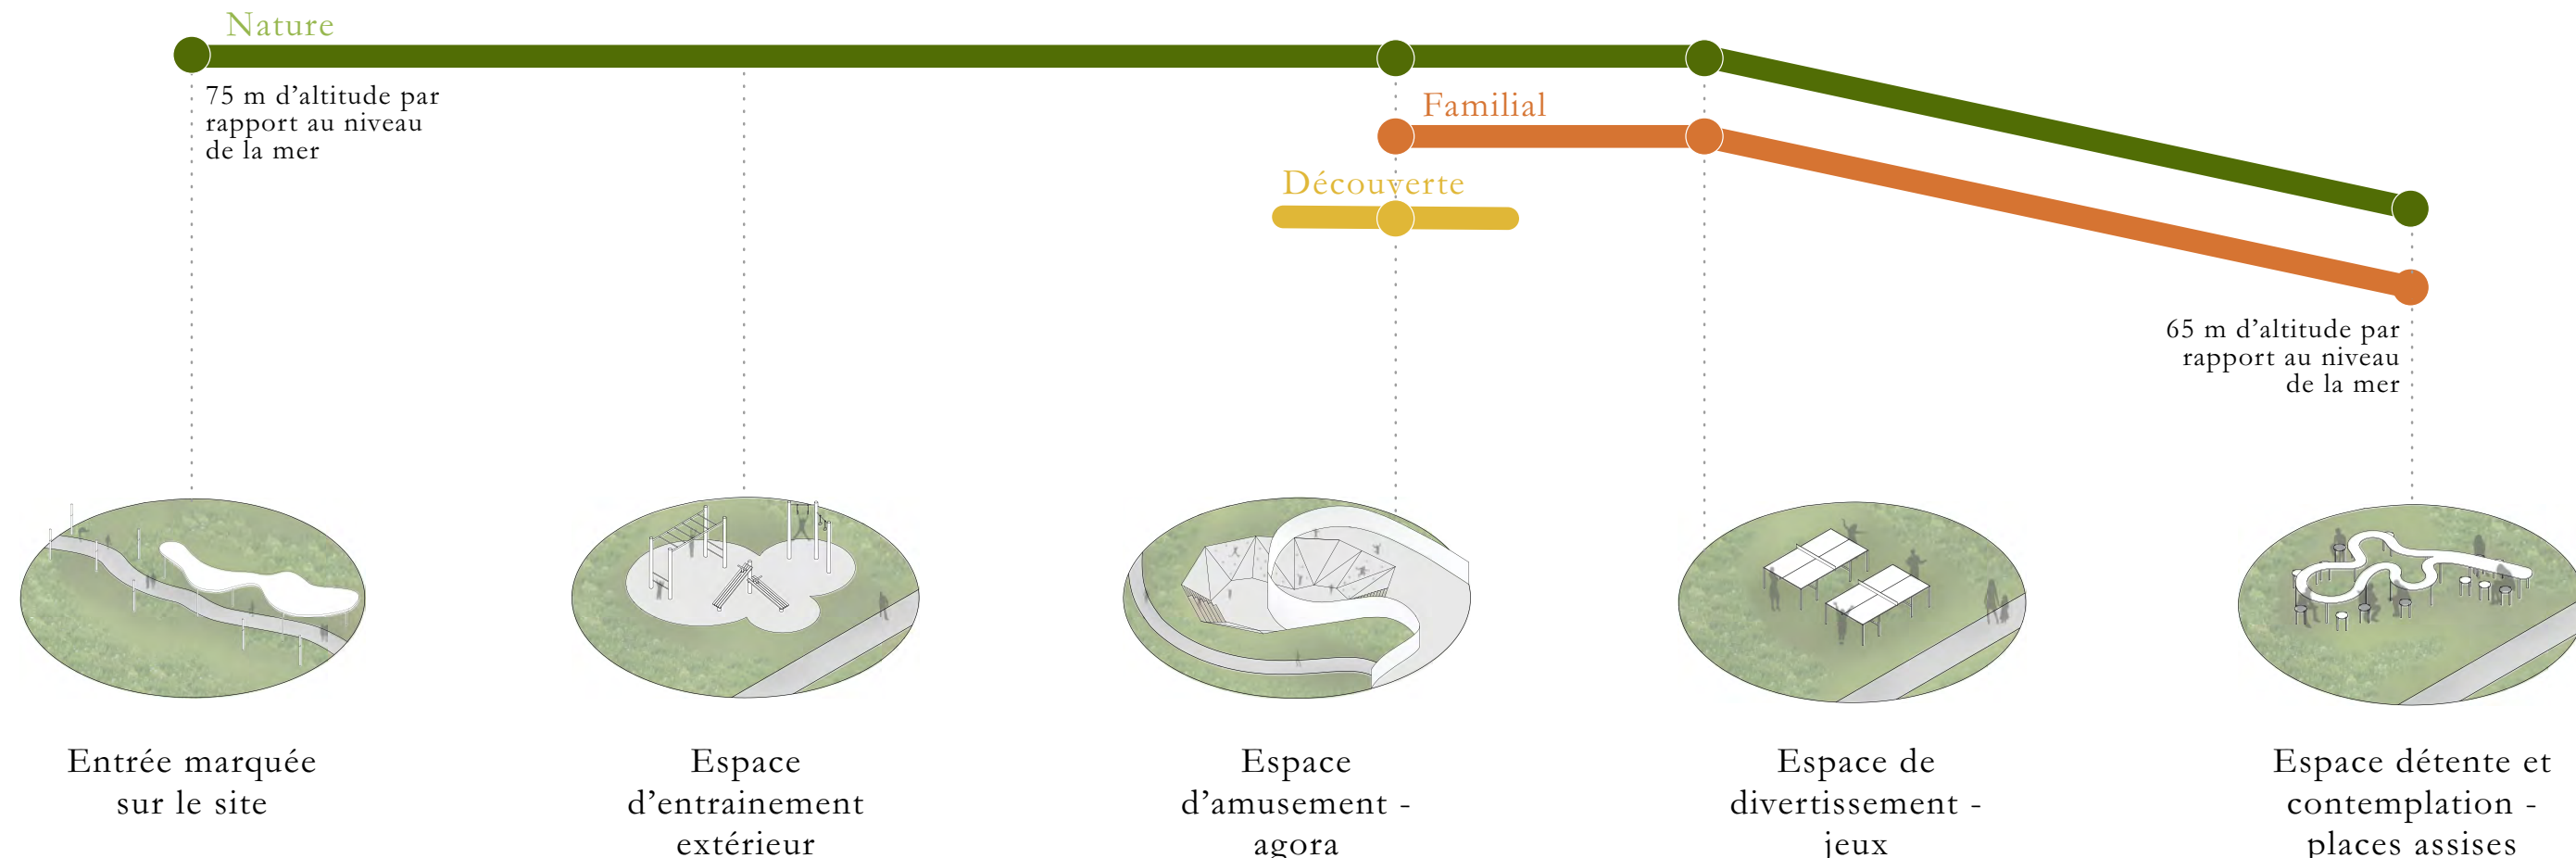 Nature
75 m d’altitude par
rapport au niveau
de la mer
Familial
Découverte
65 m d’altitude par
rapport au niveau
de la mer
Entrée marquée
sur le site
Espace
d’entrainement
extérieur
Espace
d’amusement -
agora
Espace de
divertissement -
jeux
Espace détente et
contemplation -
places assises